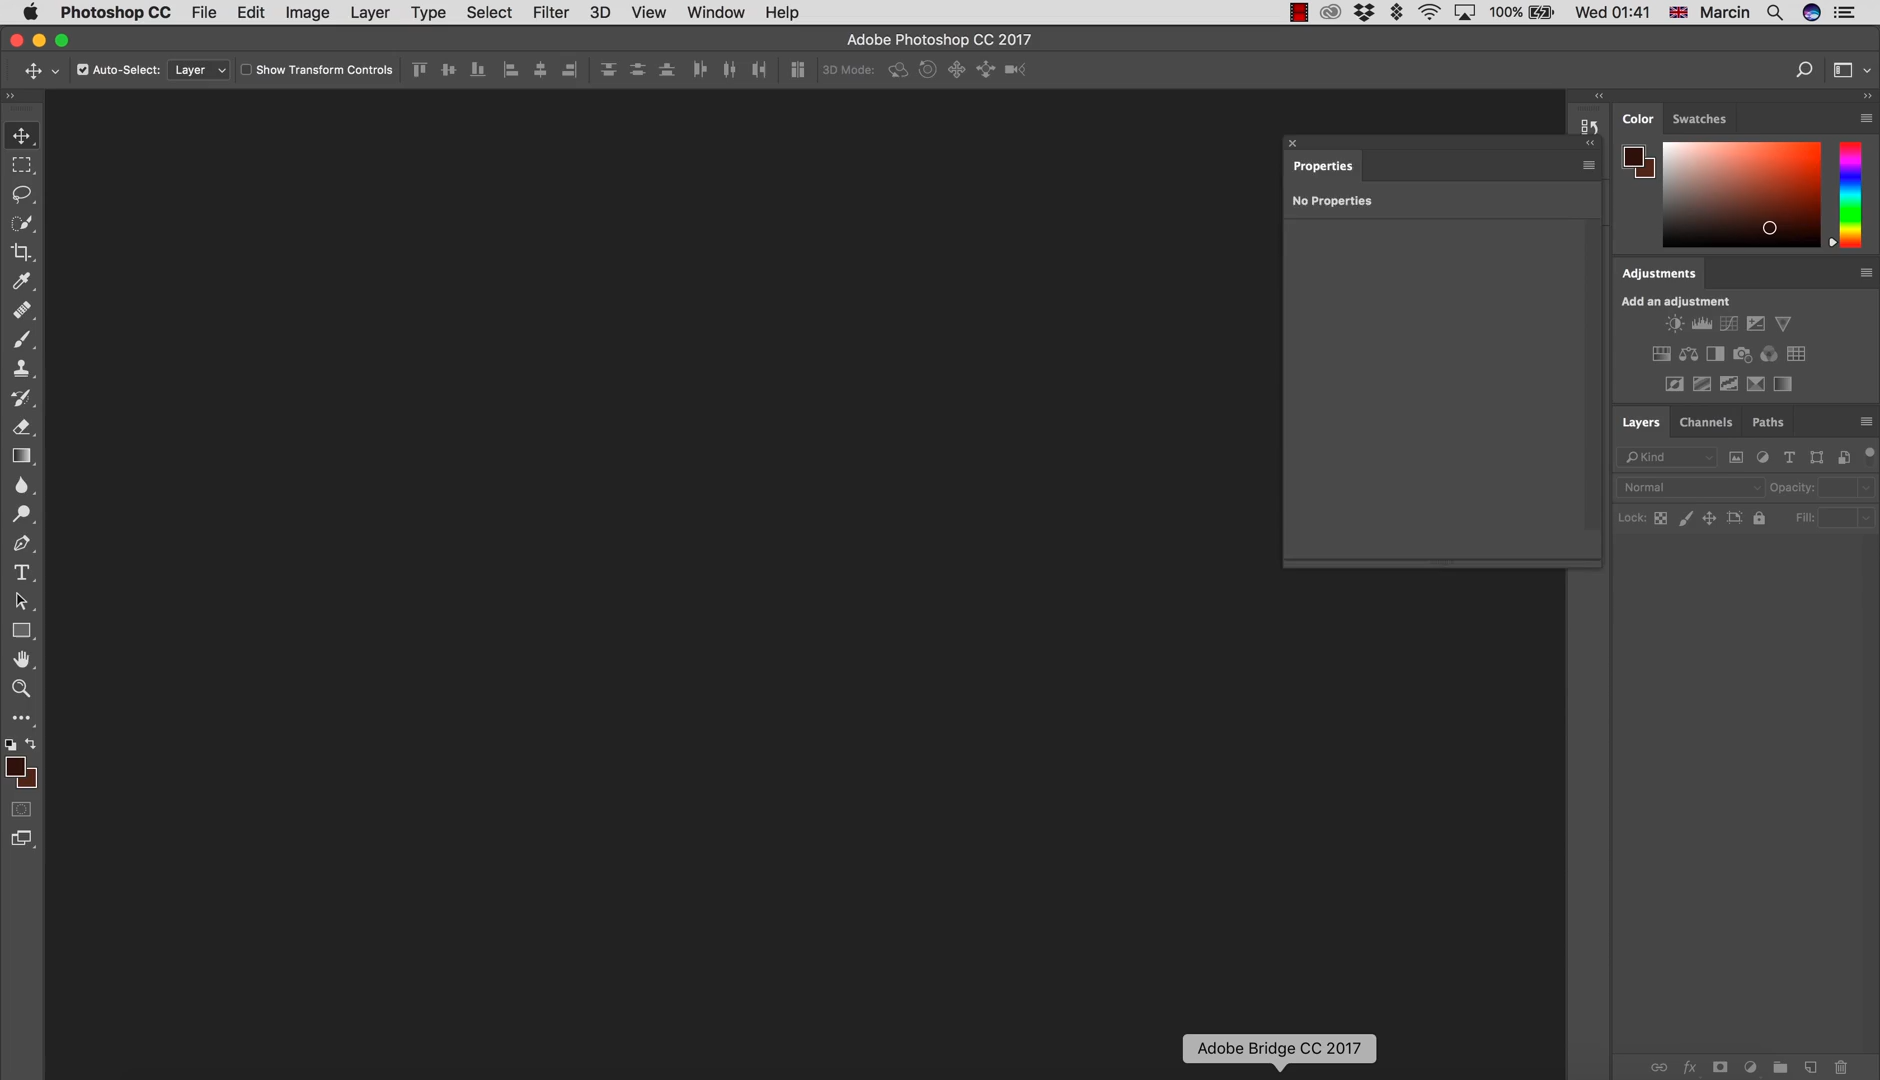 Photoshop CC File Edit Image Layer Type Select Filter 3D View Window Help 100% Wed 01:41 Marcin
Adobe Photoshop CC 2017
Auto-Select: Layer Show Transform Controls 3D Mode:
Color Swatches
Properties
No Properties
Adjustments
Add an adjustment
Layers Channels Paths
Kind
Normal Opacity:
Lock: Fill:
Adobe Bridge CC 2017